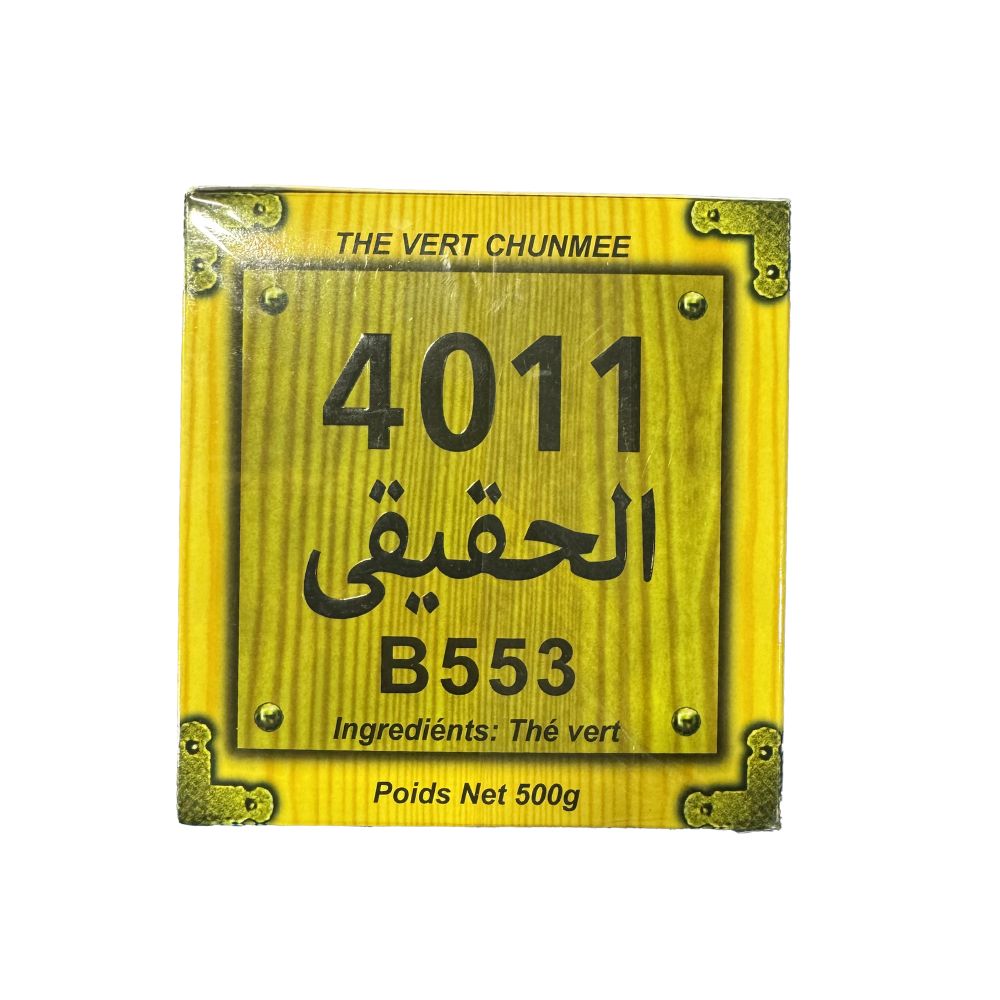 THE VERT CHUNMEE
4011
الحقيقى
B553
Ingrediénts: Thé vert
Poids Net 500g